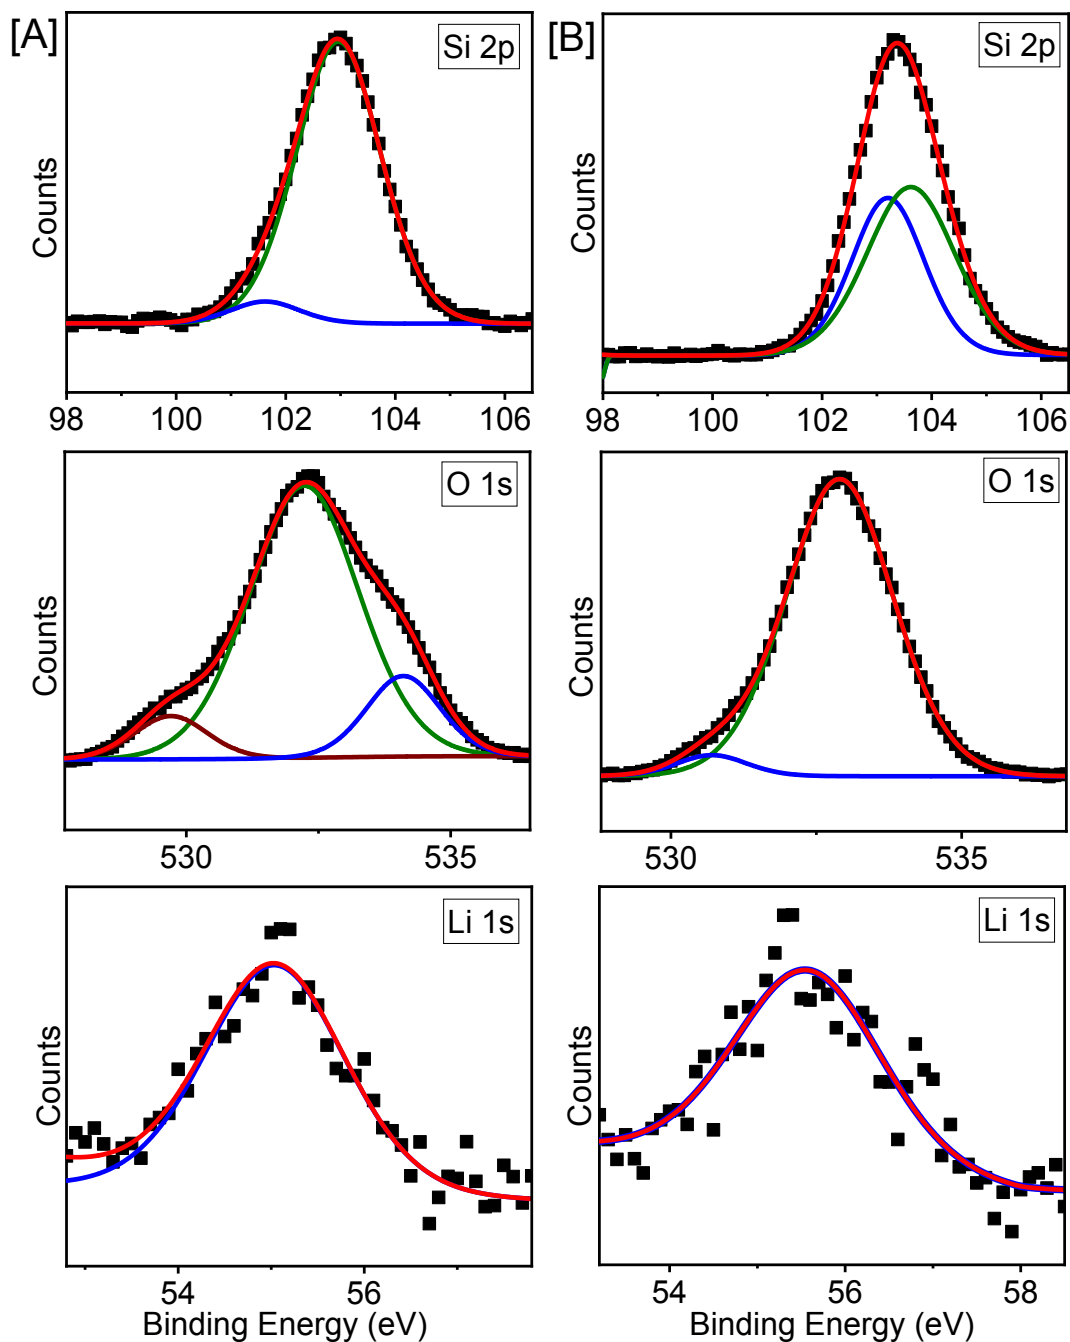 [A]
Si 2p
Counts
98 100 102 104 106
[B]
Si 2p
Counts
98 100 102 104 106
O 1s
Counts
530 535
O 1s
Counts
530 535
Li 1s
Counts
54 56
Binding Energy (eV)
Li 1s
Counts
54 56 58
Binding Energy (eV)